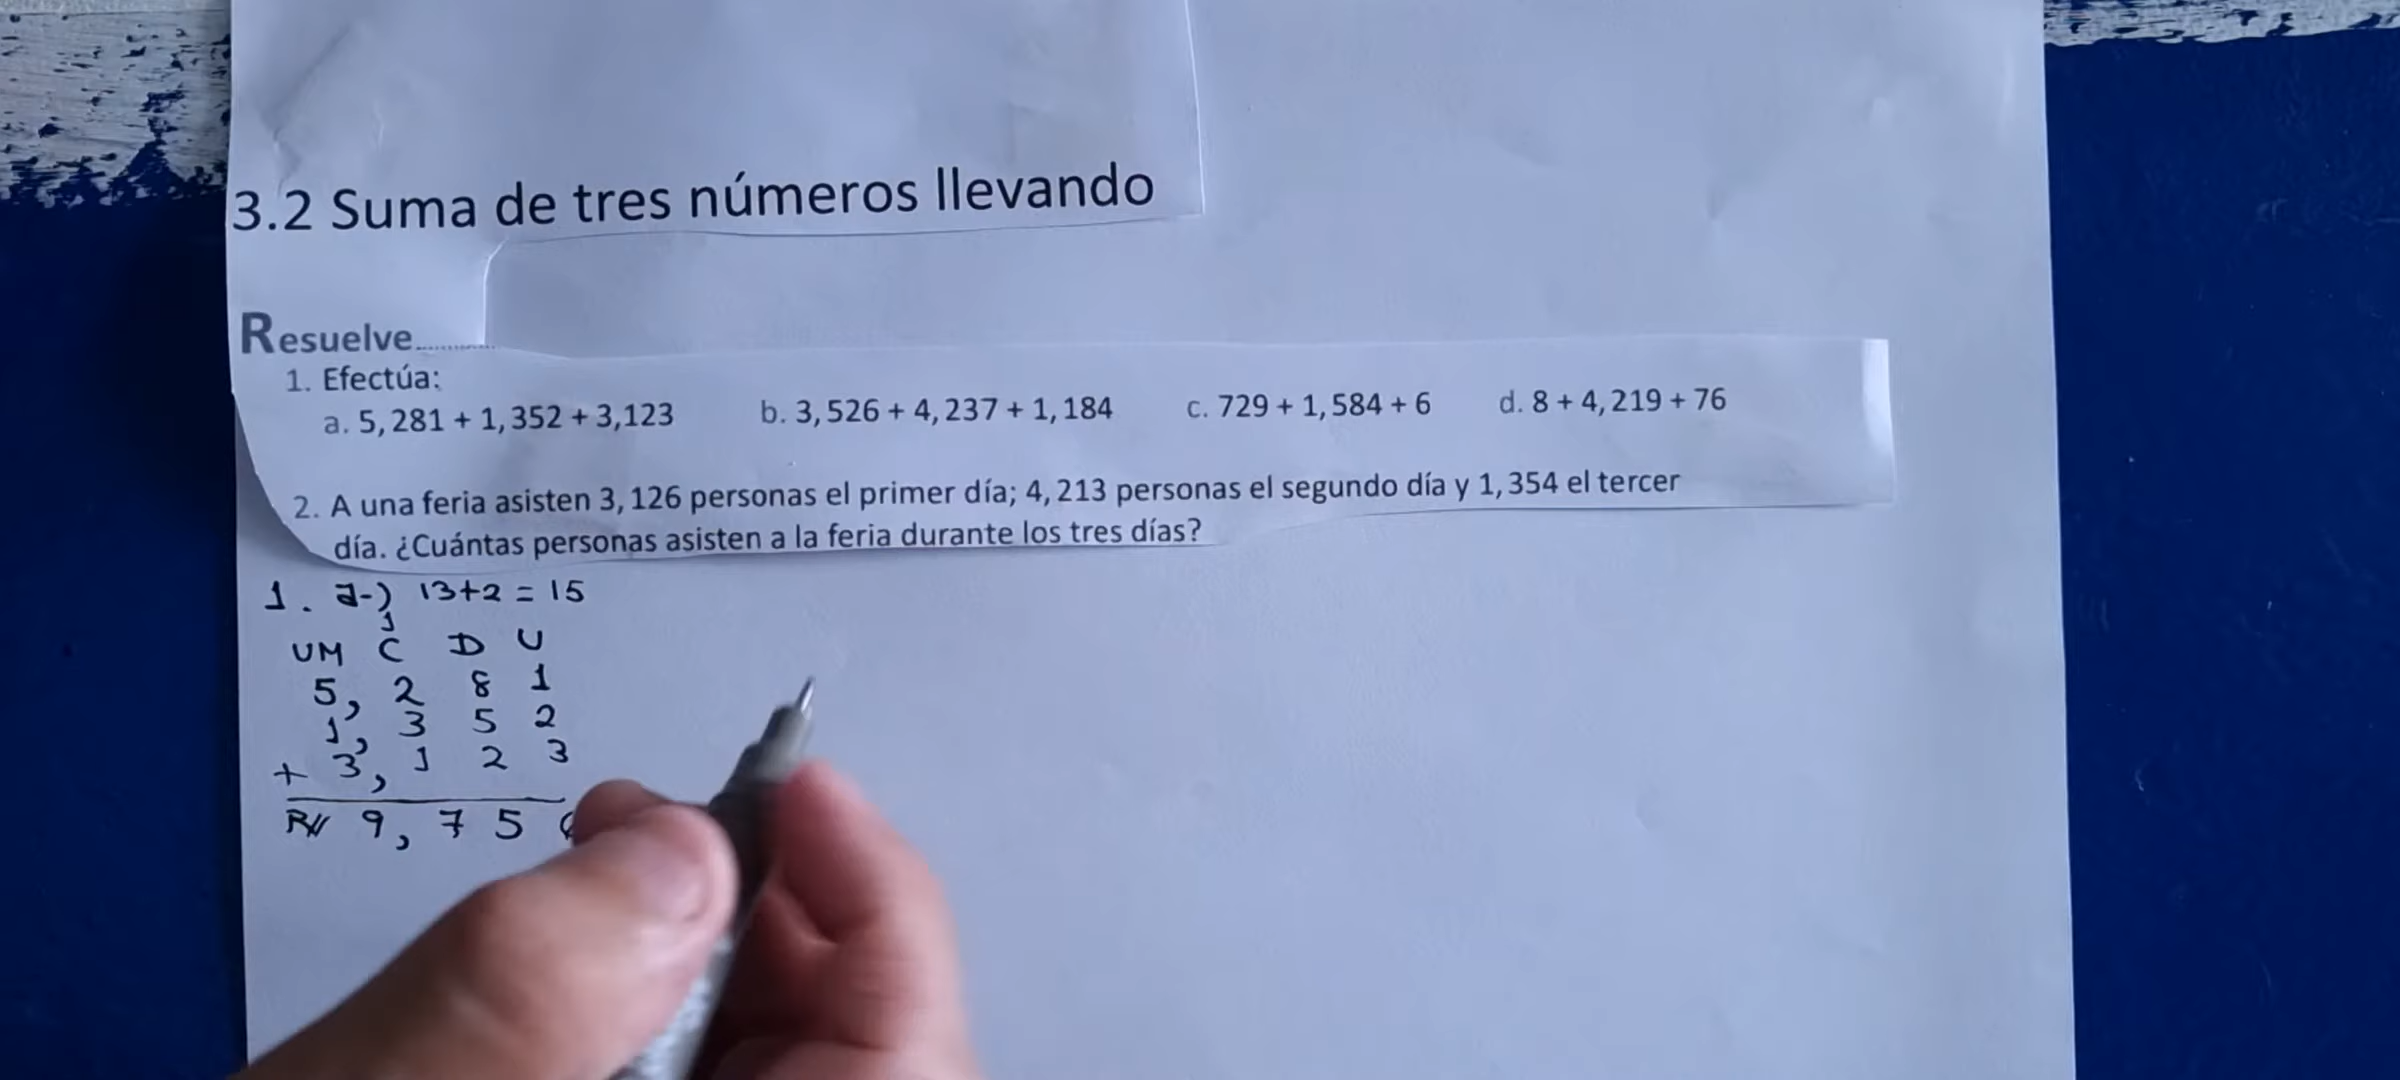 3.2 Suma de tres números llevando
Resuelve...........
1. Efectúa:
a. 5,281 + 1,352 + 3,123 b. 3,526 + 4,237 + 1,184 c. 729 + 1,584 + 6 d. 8 + 4,219 + 76
2. A una feria asisten 3,126 personas el primer día; 4,213 personas el segundo día y 1,354 el tercer
día. ¿Cuántas personas asisten a la feria durante los tres días?
1. a-) 13+2 = 15
1
UM C D U
5, 2 8 1
1, 3 5 2
+ 3, 1 2 3
R// 9, 7 5